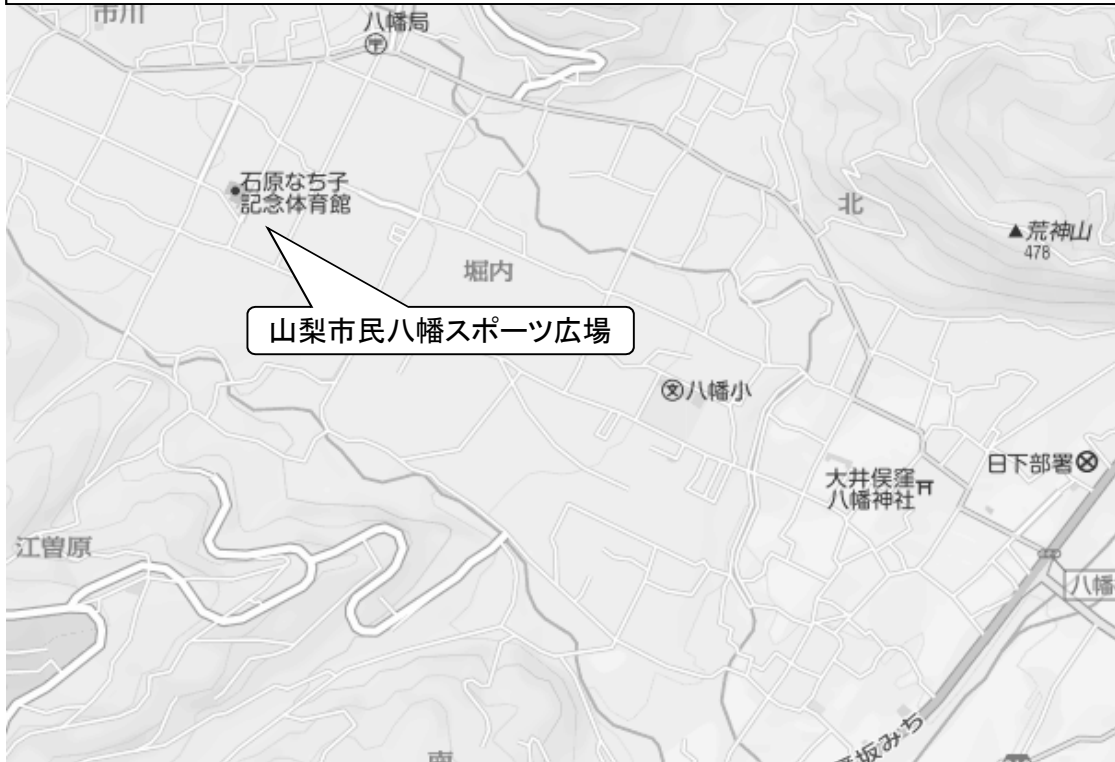 市川
八幡局
石原なち子
記念体育館
北
荒神山
478
堀内
山梨市民八幡スポーツ広場
八幡小
日下部署
大井俣窪
八幡神社
江曽原
八幡
坂みち
南